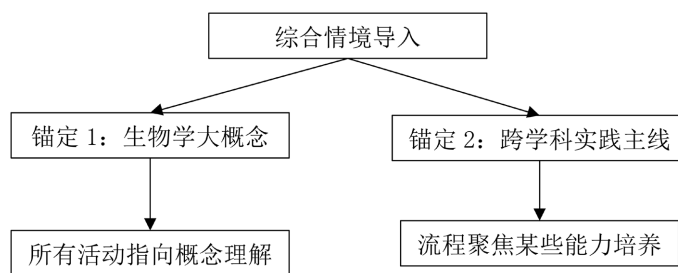 综合情境导入
锚定 1：生物学大概念
锚定 2：跨学科实践主线
所有活动指向概念理解
流程聚焦某些能力培养